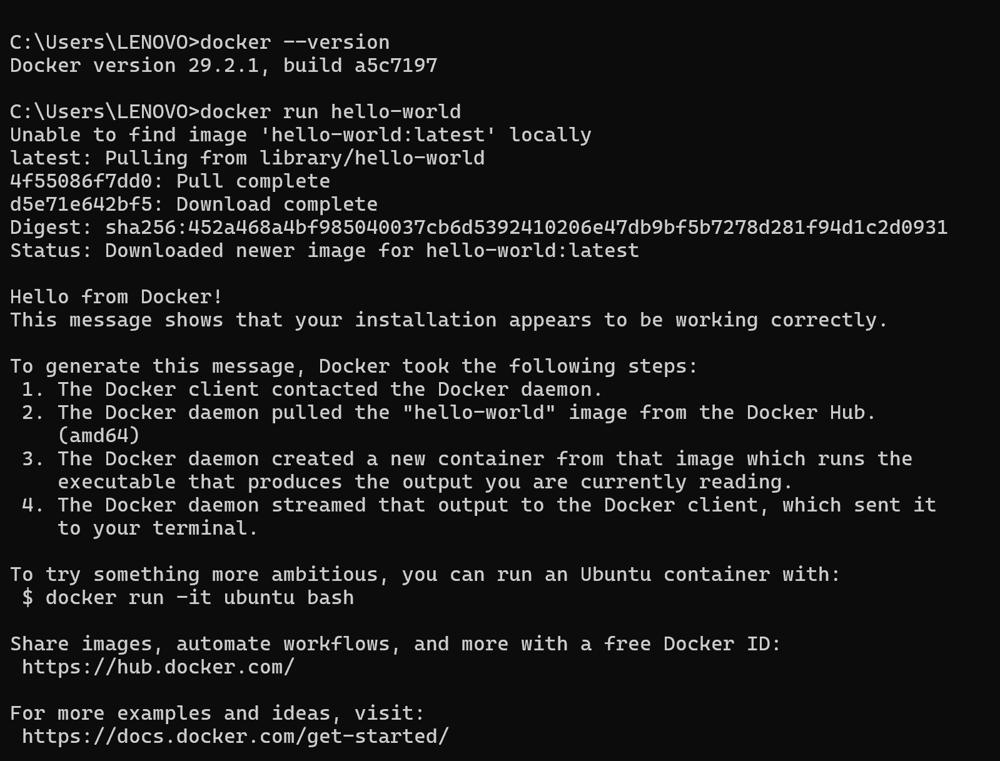 C:\Users\LENOVO>docker --version
Docker version 29.2.1, build a5c7197
C:\Users\LENOVO>docker run hello-world
Unable to find image 'hello-world:latest' locally
latest: Pulling from library/hello-world
4f55086f7dd0: Pull complete
d5e71e642bf5: Download complete
Digest: sha256:452a468a4bf985040037cb6d5392410206e47db9bf5b7278d281f94d1c2d0931
Status: Downloaded newer image for hello-world:latest
Hello from Docker!
This message shows that your installation appears to be working correctly.
To generate this message, Docker took the following steps:
 1. The Docker client contacted the Docker daemon.
 2. The Docker daemon pulled the "hello-world" image from the Docker Hub.
    (amd64)
 3. The Docker daemon created a new container from that image which runs the
    executable that produces the output you are currently reading.
 4. The Docker daemon streamed that output to the Docker client, which sent it
    to your terminal.
To try something more ambitious, you can run an Ubuntu container with:
 $ docker run -it ubuntu bash
Share images, automate workflows, and more with a free Docker ID:
 https://hub.docker.com/
For more examples and ideas, visit:
 https://docs.docker.com/get-started/